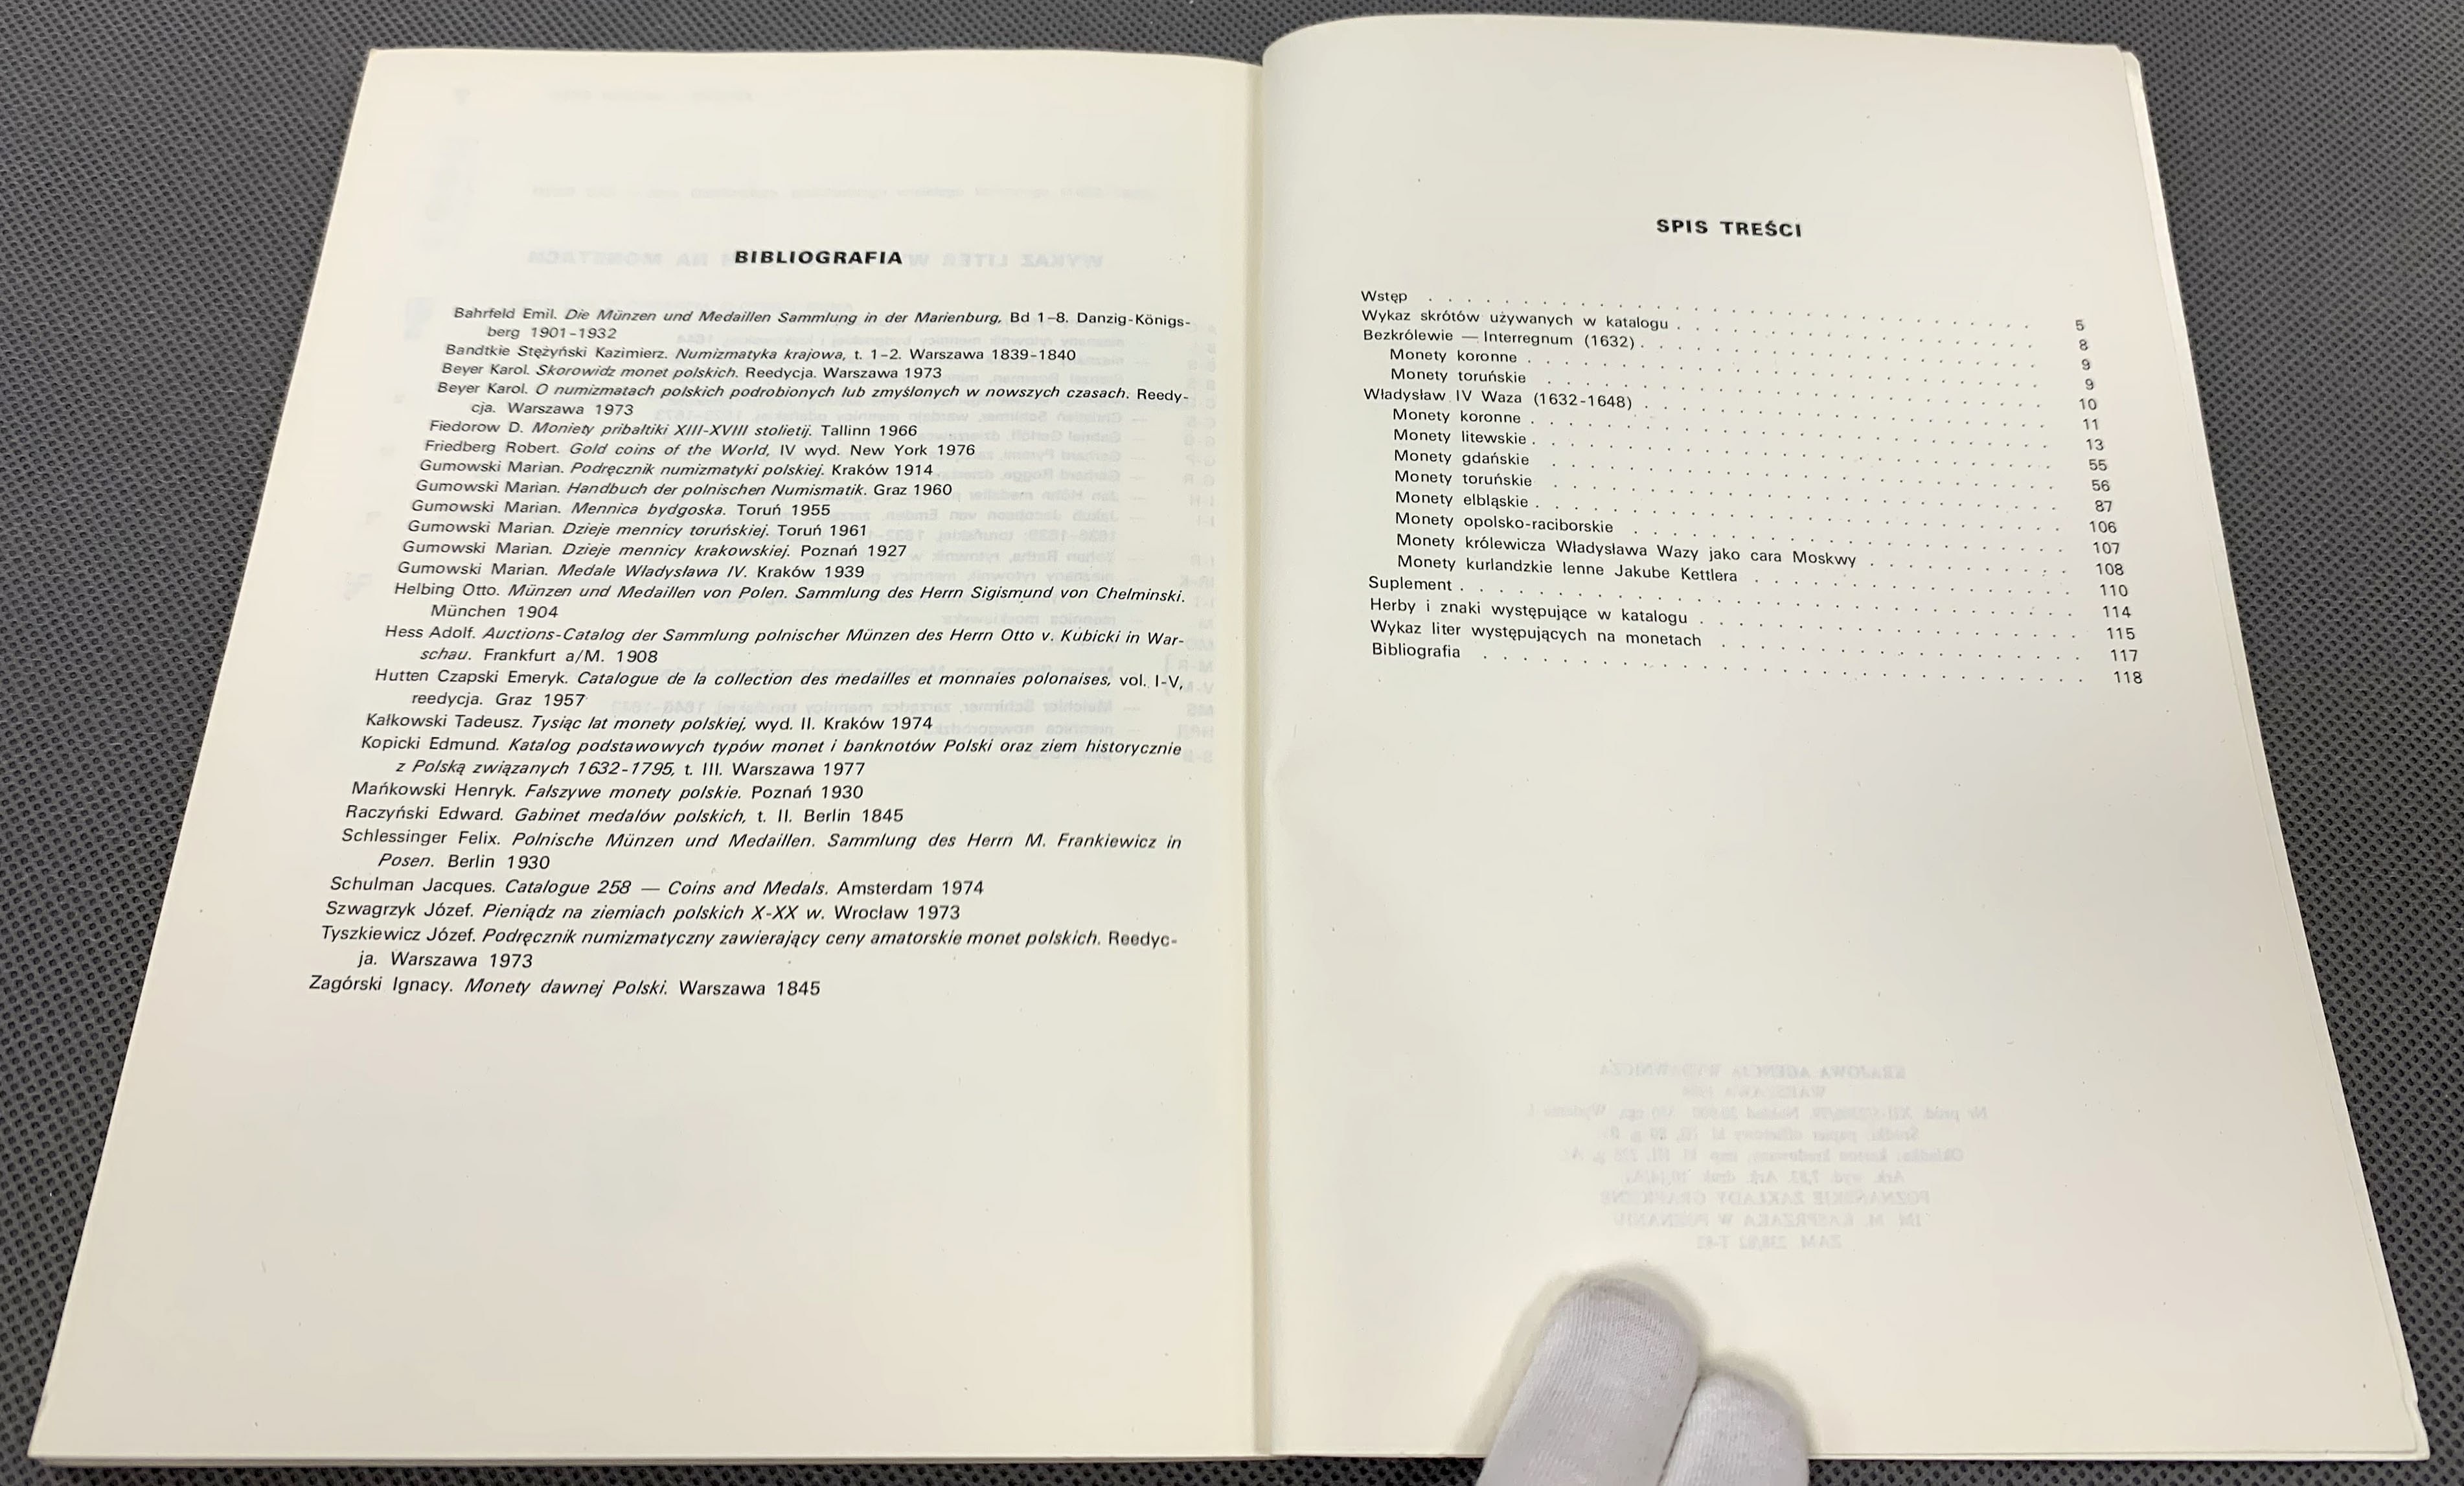 BIBLIOGRAFIA
Bahrfeld Emil. Die Münzen und Medaillen Sammlung in der Marienburg, Bd 1-8. Danzig-Königs-
berg 1901-1932
Bandtkie Stężyński Kazimierz. Numizmatyka krajowa, t. 1-2. Warszawa 1839-1840
Beyer Karol. Skorowidz monet polskich. Reedycja. Warszawa 1973
Beyer Karol. O numizmatach polskich podrobionych lub zmyślonych w nowszych czasach. Reedy-
cja. Warszawa 1973
Fiedorow D. Moniety pribałtiki XIII-XVIII stoletij. Tallinn 1966
Friedberg Robert. Gold coins of the World, IV wyd. New York 1976
Gumowski Marian. Podręcznik numizmatyki polskiej. Kraków 1914
Gumowski Marian. Handbuch der polnischen Numismatik. Graz 1960
Gumowski Marian. Mennica bydgoska. Toruń 1955
Gumowski Marian. Dzieje mennicy toruńskiej. Toruń 1961
Gumowski Marian. Dzieje mennicy krakowskiej. Poznań 1927
Gumowski Marian. Medale Władysława IV. Kraków 1939
Helbing Otto. Münzen und Medaillen von Polen. Sammlung des Herrn Sigismund von Chelminski.
München 1904
Hess Adolf. Auctions-Catalog der Sammlung polnischer Münzen des Herrn Otto v. Kubicki in War-
schau. Frankfurt a/M. 1908
Hutten Czapski Emeryk. Catalogue de la collection des medailles et monnaies polonaises, vol. I-V,
reedycja. Graz 1957
Kałkowski Tadeusz. Tysiąc lat monety polskiej, wyd. II. Kraków 1974
Kopicki Edmund. Katalog podstawowych typów monet i banknotów Polski oraz ziem historycznie
z Polską związanych 1632-1795, t. III. Warszawa 1977
Mańkowski Henryk. Fałszywe monety polskie. Poznań 1930
Raczyński Edward. Gabinet medalów polskich, t. II. Berlin 1845
Schlessinger Felix. Polnische Münzen und Medaillen. Sammlung des Herrn M. Frankiewicz in
Posen. Berlin 1930
Schulman Jacques. Catalogue 258 — Coins and Medals. Amsterdam 1974
Szwagrzyk Józef. Pieniądz na ziemiach polskich X-XX w. Wrocław 1973
Tyszkiewicz Józef. Podręcznik numizmatyczny zawierający ceny amatorskie monet polskich. Reedyc-
ja. Warszawa 1973
Zagórski Ignacy. Monety dawnej Polski. Warszawa 1845
SPIS TREŚCI
Wstęp 5
Wykaz skrótów używanych w katalogu 8
Bezkrólewie — Interregnum (1632) 9
Monety koronne 9
Monety toruńskie 10
Władysław IV Waza (1632-1648) 11
Monety koronne 13
Monety litewskie 55
Monety gdańskie 56
Monety toruńskie 87
Monety elbląskie 106
Monety opolsko-raciborskie 107
Monety królewicza Władysława Wazy jako cara Moskwy 108
Monety kurlandzkie lenne Jakube Kettlera 110
Suplement 114
Herby i znaki występujące w katalogu 115
Wykaz liter występujących na monetach 117
Bibliografia 118